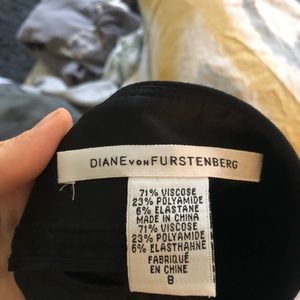 DIANE VON FURSTENBERG
71% VISCOSE
23% POLYAMIDE
6% ELASTANE
MADE IN CHINA
71% VISCOSE
23% POLYAMIDE
6% ELASTHANNE
FABRIQUÉ
EN CHINE
8